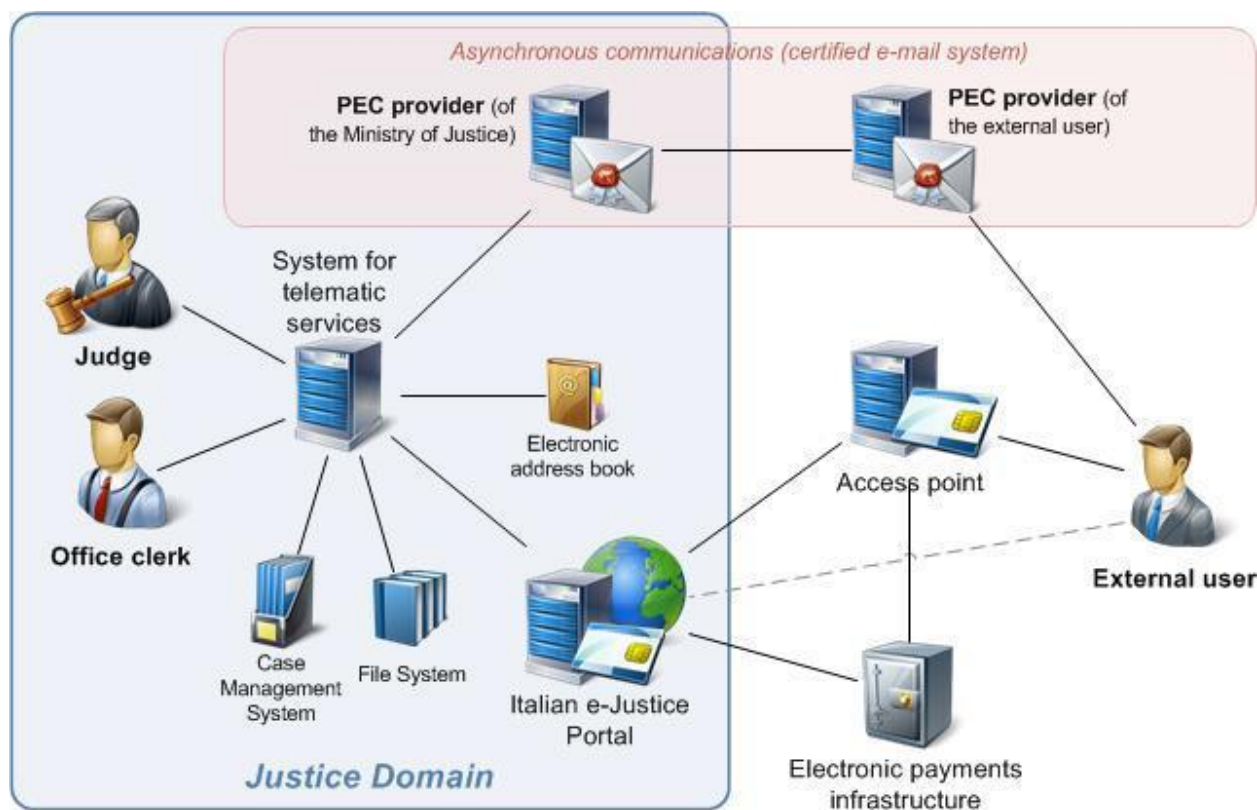 Asynchronous communications (certified e-mail system)
PEC provider (of
the Ministry of Justice)
PEC provider (of
the external user)
System for
telematic
services
Judge
Electronic
address book
Access point
Office clerk
External user
Case
Management
System
File System
Italian e-Justice
Portal
Electronic payments
infrastructure
Justice Domain